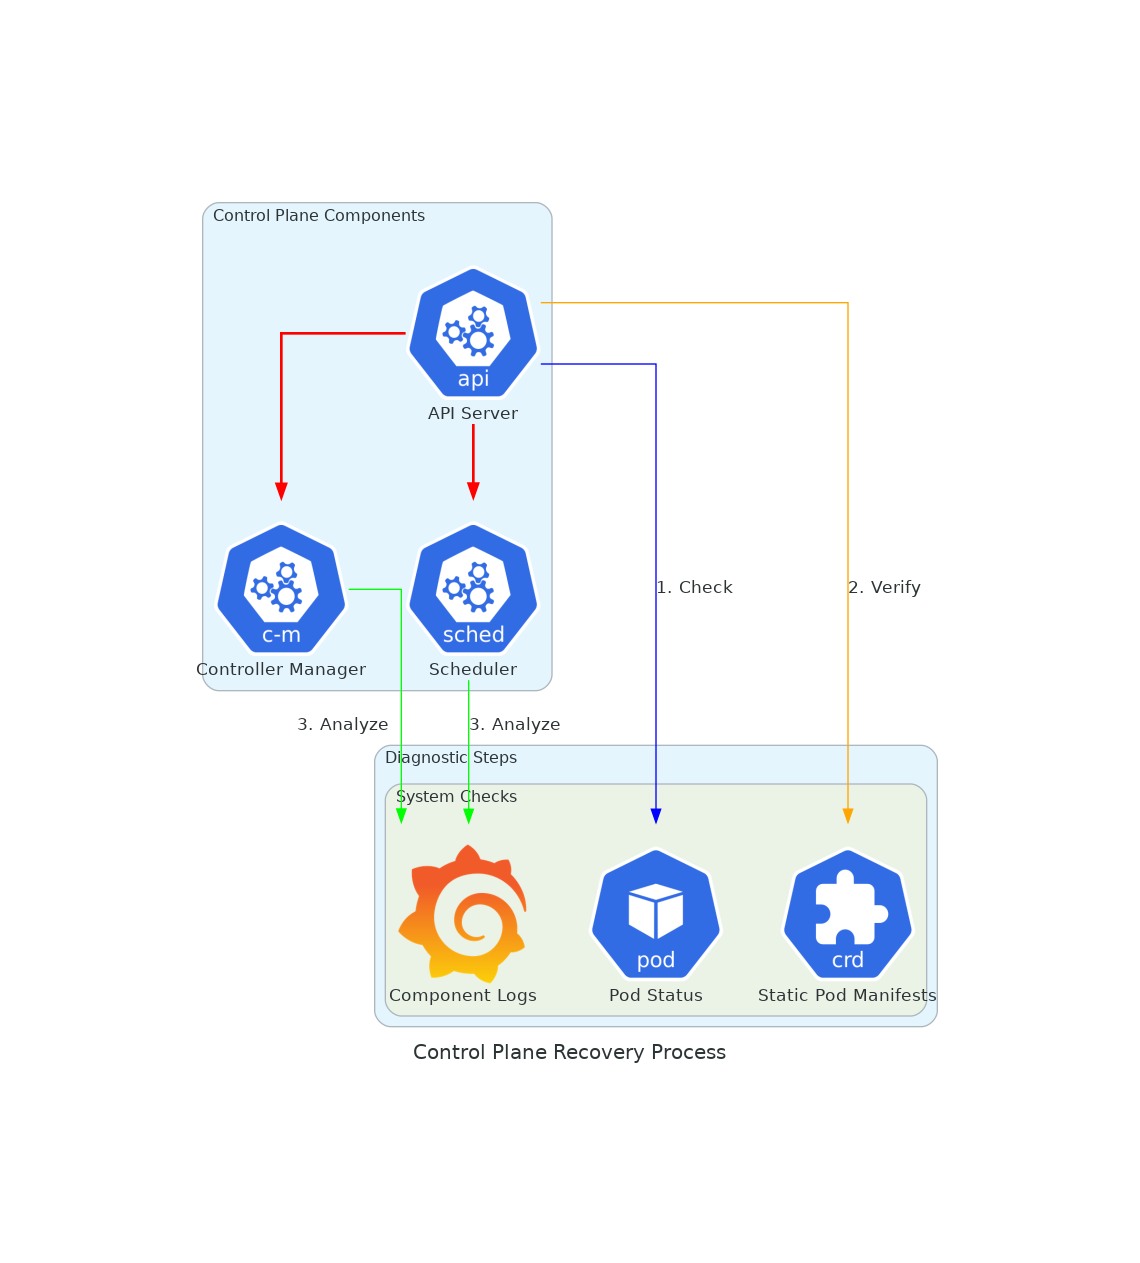 Control Plane Components
api
API Server
c-m
Controller Manager
sched
Scheduler
1. Check
2. Verify
3. Analyze
3. Analyze
Diagnostic Steps
System Checks
Component Logs
pod
Pod Status
crd
Static Pod Manifests
Control Plane Recovery Process